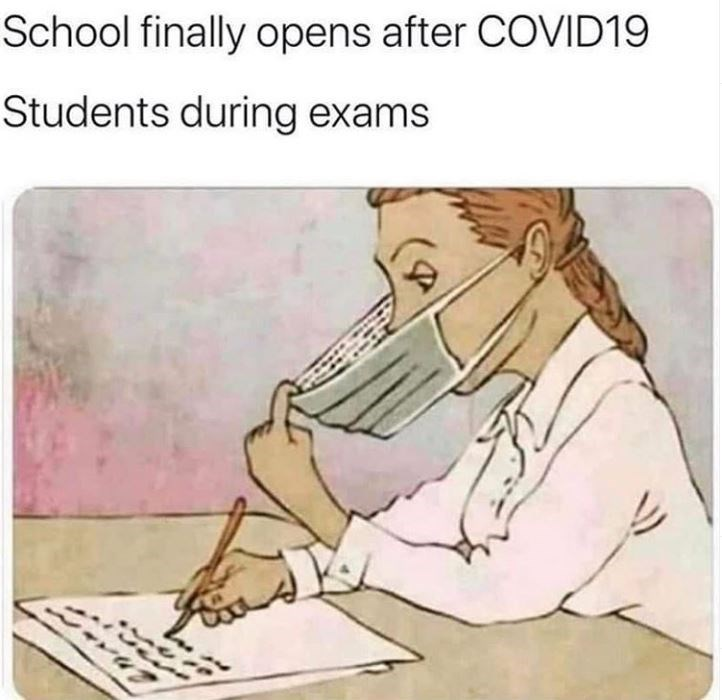 School finally opens after COVID19
Students during exams